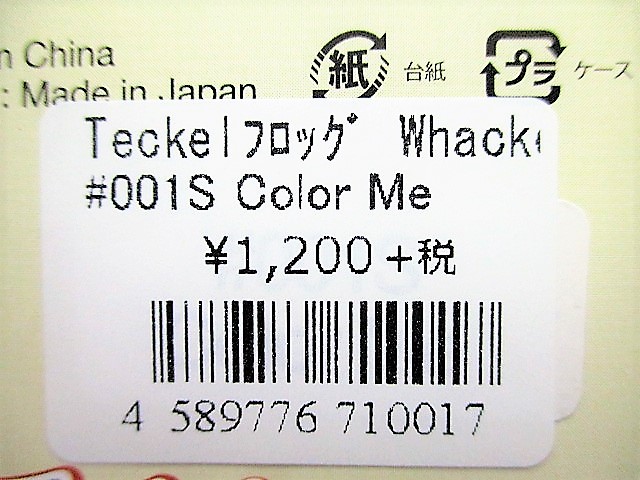 n China
: Made in Japan
紙 台紙
プラ ケース
Teckelフロッグ Whacke
#001S Color Me
¥1,200+税
4 589776 710017